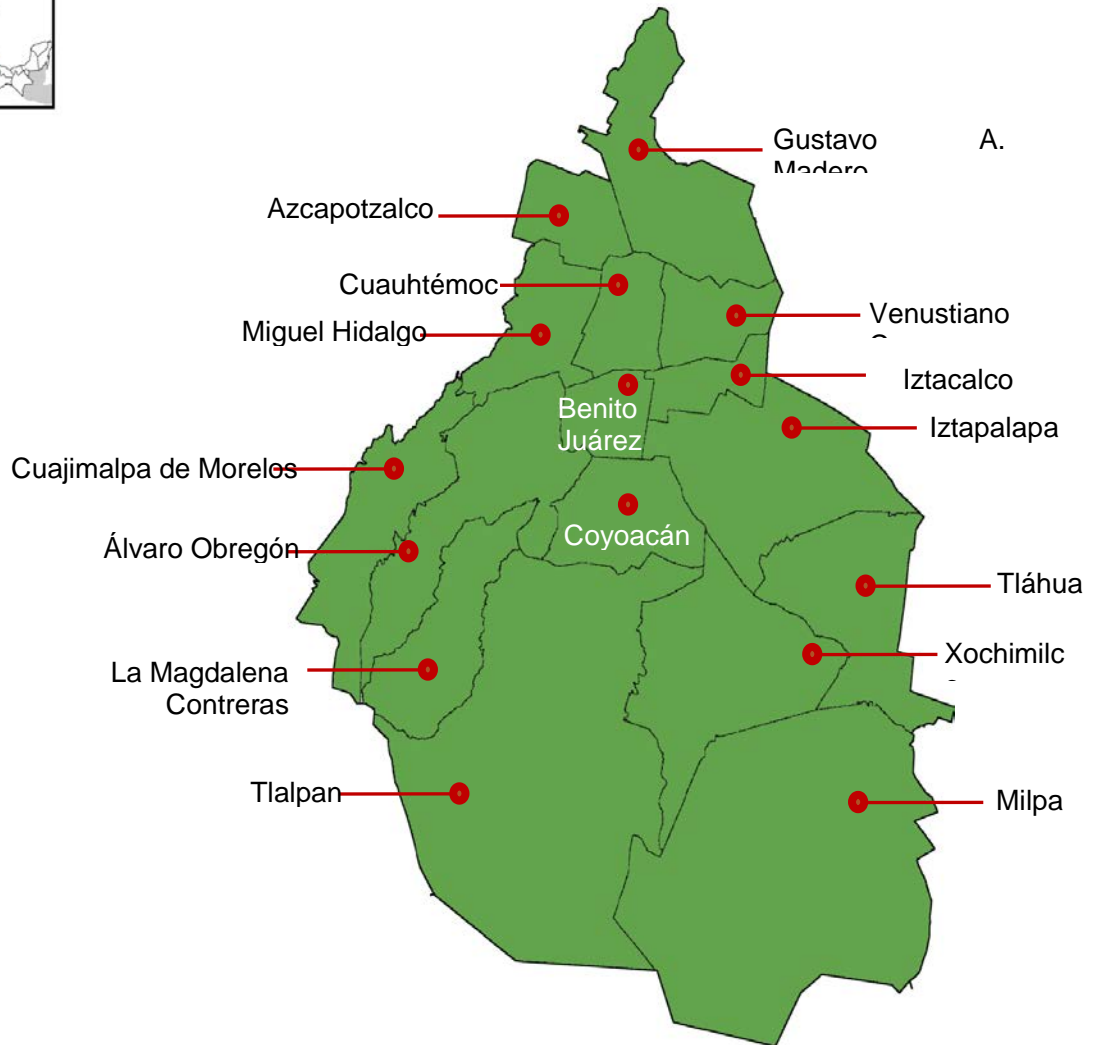 Gustavo A.
Madero
Azcapotzalco
Cuauhtémoc
Venustiano
Miguel Hidalgo
Iztacalco
Benito
Juárez
Iztapalapa
Cuajimalpa de Morelos
Coyoacán
Álvaro Obregón
Tláhua
Xochimilc
La Magdalena
Contreras
Tlalpan
Milpa